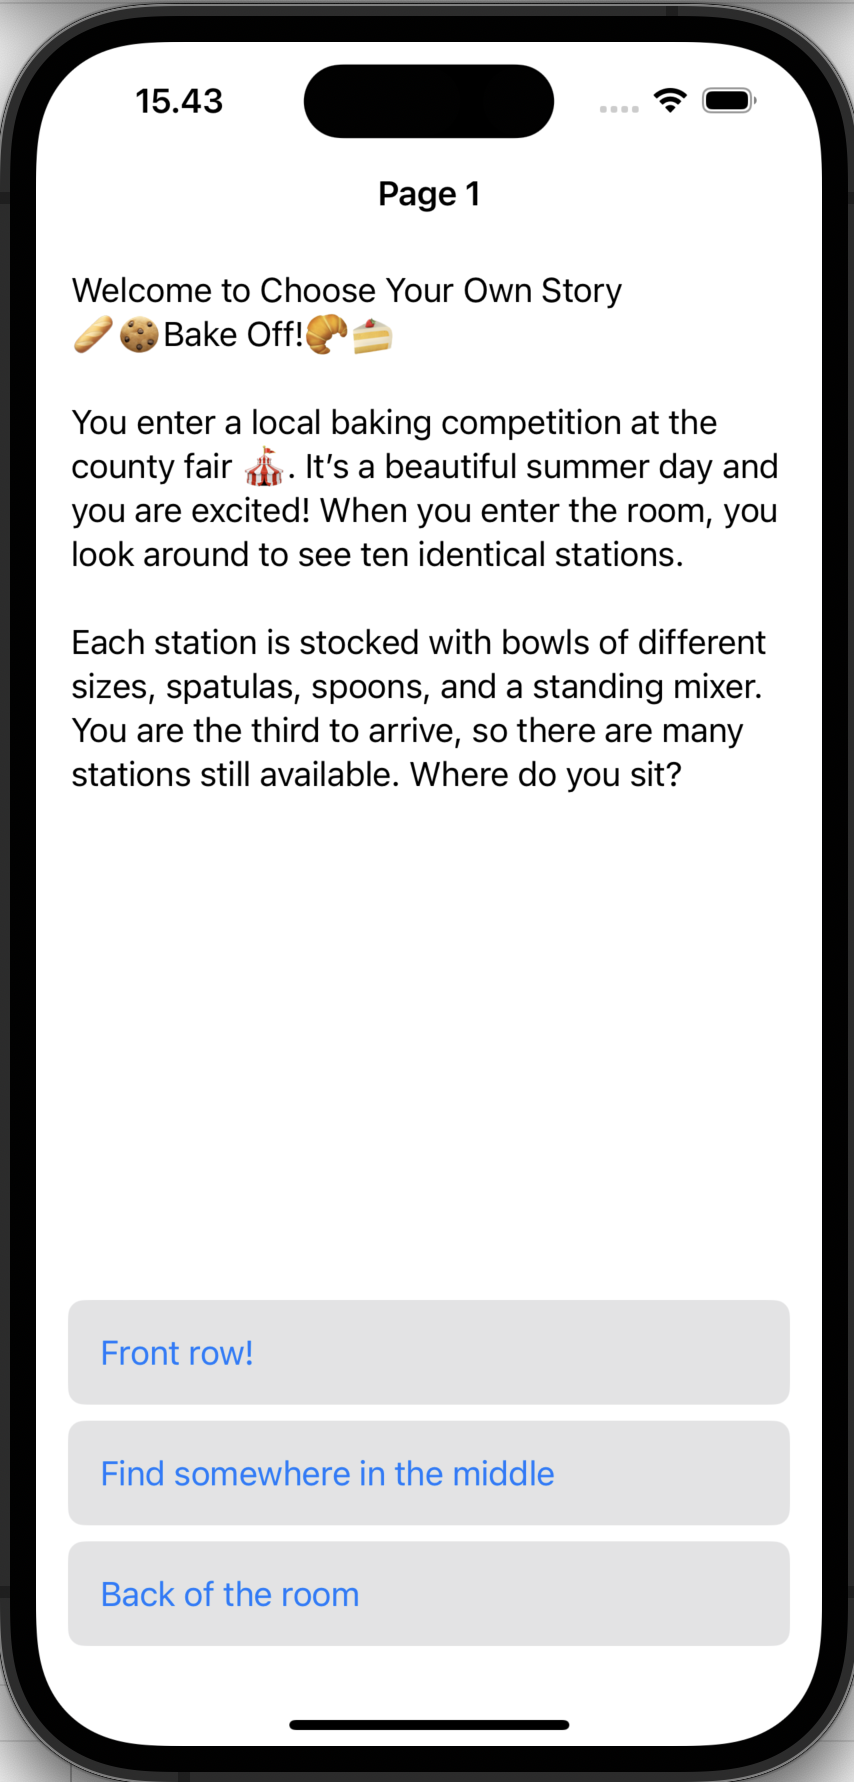 15.43
Page 1
Welcome to Choose Your Own Story
🥖🍪Bake Off!🥐🍰
You enter a local baking competition at the
county fair 🎪. It’s a beautiful summer day and
you are excited! When you enter the room, you
look around to see ten identical stations.
Each station is stocked with bowls of different
sizes, spatulas, spoons, and a standing mixer.
You are the third to arrive, so there are many
stations still available. Where do you sit?
Front row!
Find somewhere in the middle
Back of the room